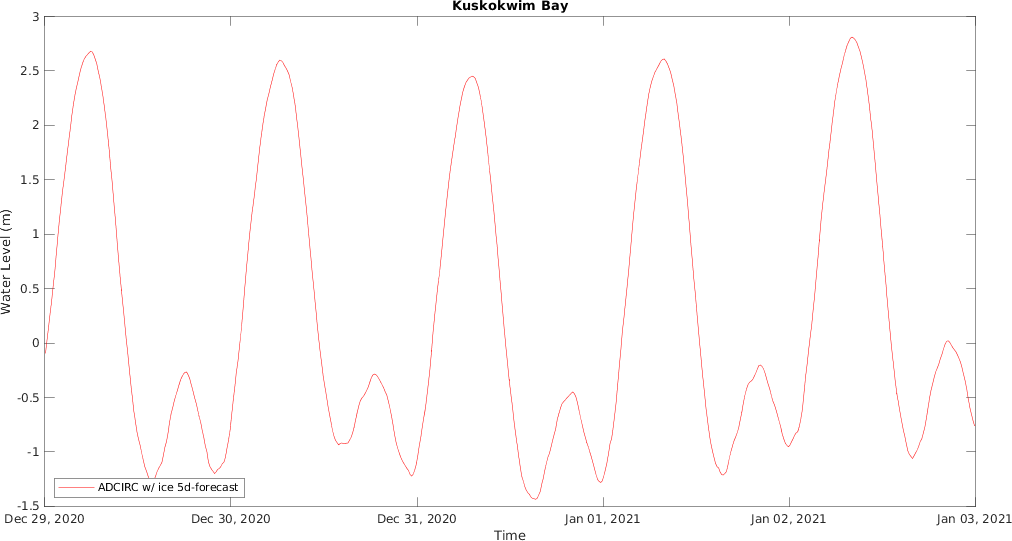 Kuskokwim Bay
3
2.5
2
1.5
1
0.5
0
-0.5
-1
-1.5
Water Level (m)
ADCIRC w/ ice 5d-forecast
Dec 29, 2020 Dec 30, 2020 Dec 31, 2020 Jan 01, 2021 Jan 02, 2021 Jan 03, 2021
Time